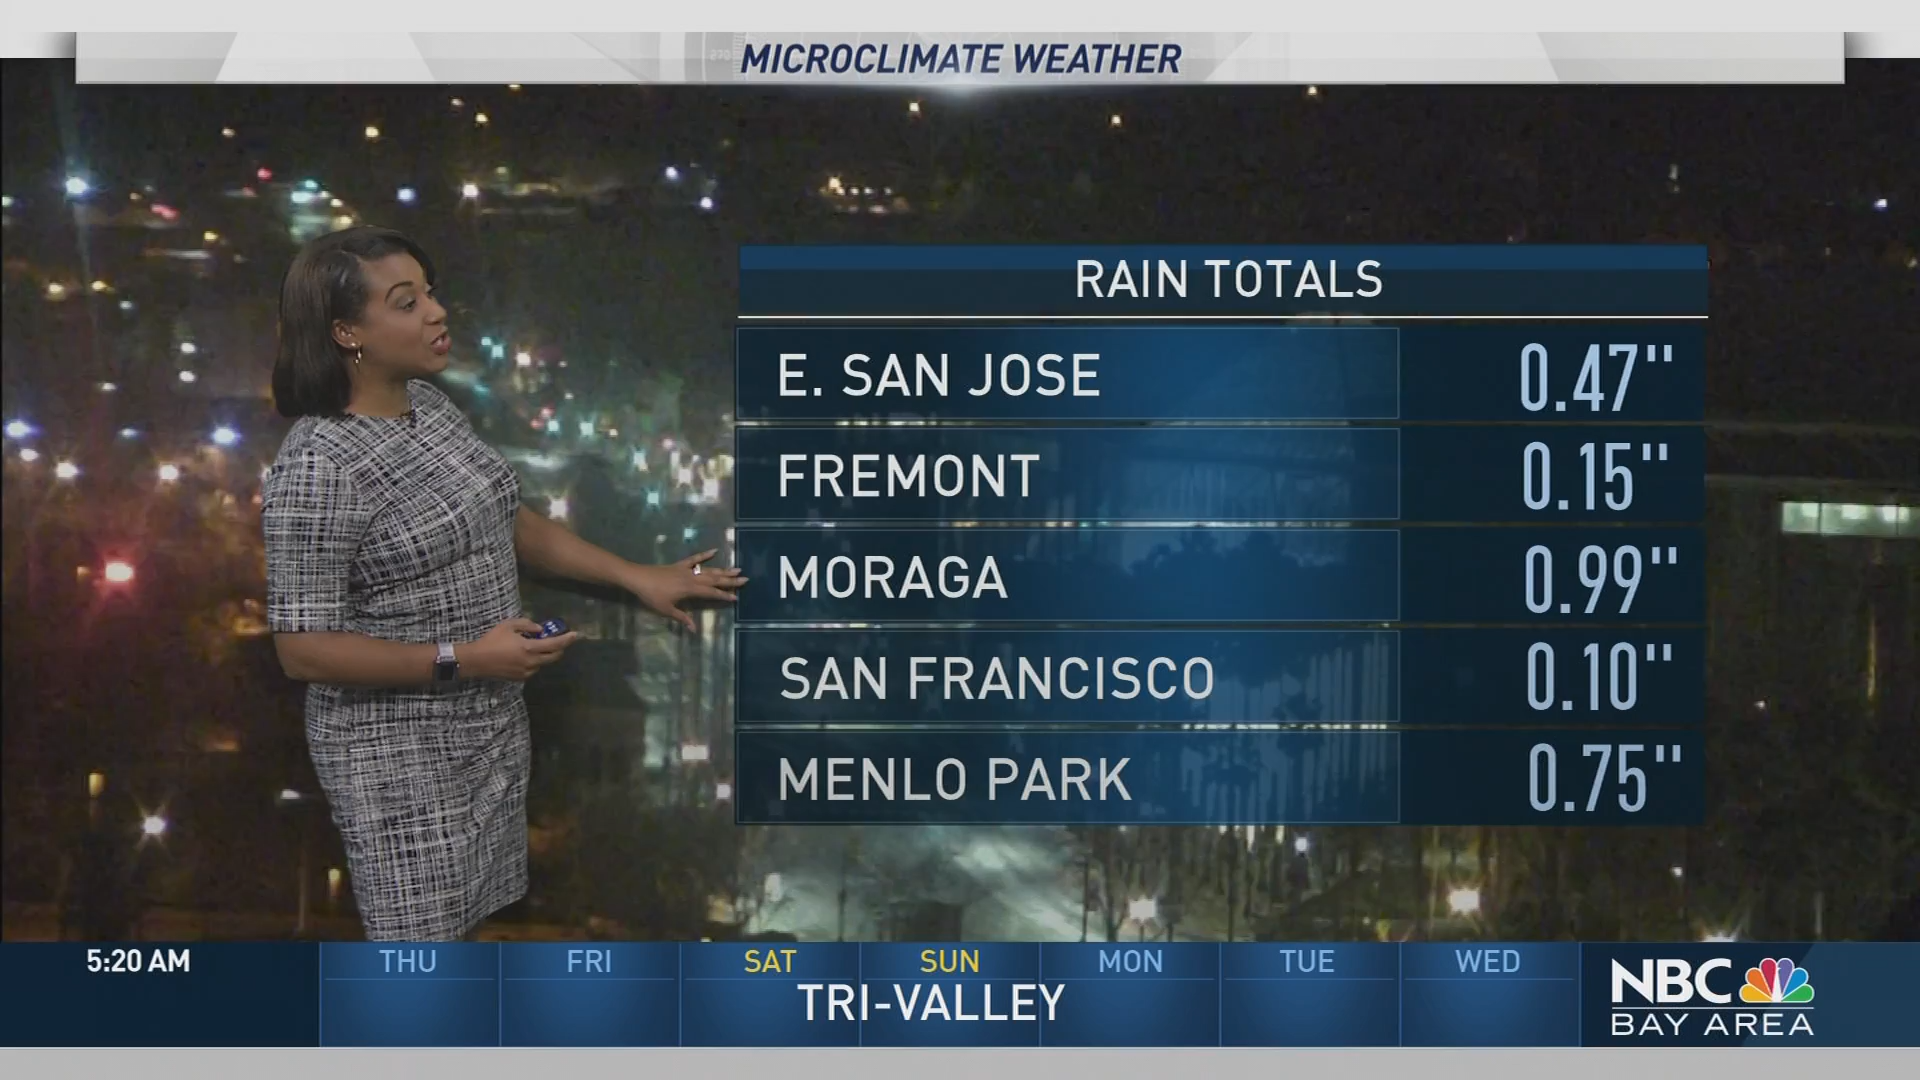 MICROCLIMATE WEATHER
RAIN TOTALS
E. SAN JOSE 0.47"
FREMONT 0.15"
MORAGA 0.99"
SAN FRANCISCO 0.10"
MENLO PARK 0.75"
5:20 AM THU FRI SAT SUN MON TUE WED
TRI-VALLEY
NBC
BAY AREA